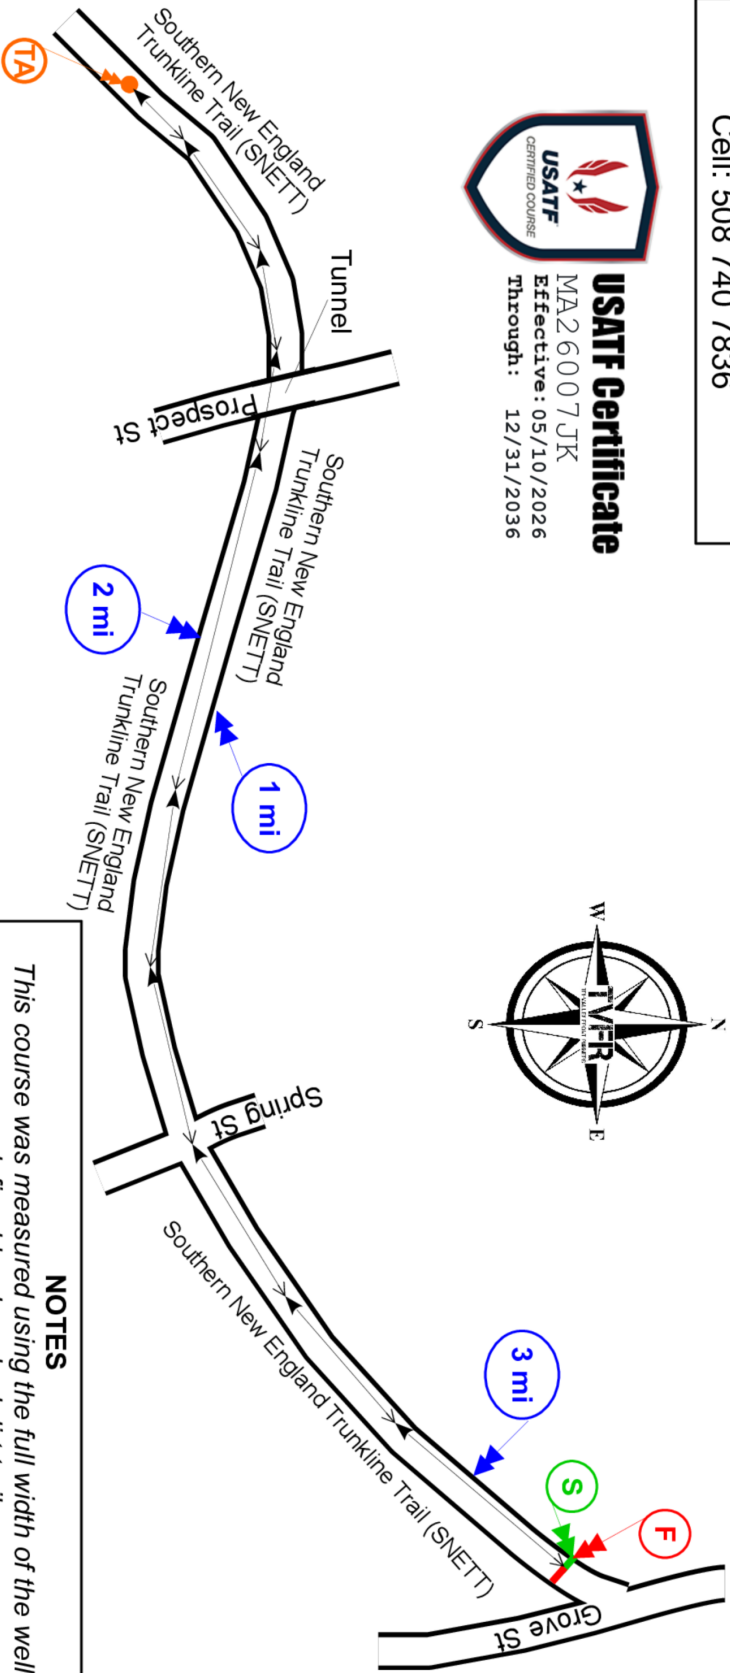 Cell: 508 740 7836
USATF
CERTIFIED COURSE
USATF Certificate
MA26007JK
Effective: 05/10/2026
Through: 12/31/2036
Southern New England
Trunkline Trail (SNETT)
TA
Tunnel
Prospect St
Southern New England
Trunkline Trail (SNETT)
2 mi
1 mi
Southern New England
Trunkline Trail (SNETT)
N
W
E
S
TVFR
Spring St
Southern New England Trunkline Trail (SNETT)
3 mi
S
F
Grove St
NOTES
This course was measured using the full width of the well